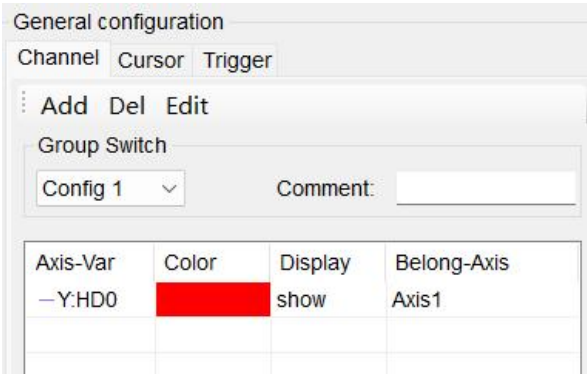 General configuration
Channel Cursor Trigger
Add Del Edit
Group Switch
Config 1 Comment:
Axis-Var Color Display Belong-Axis
Y:HD0 show Axis1